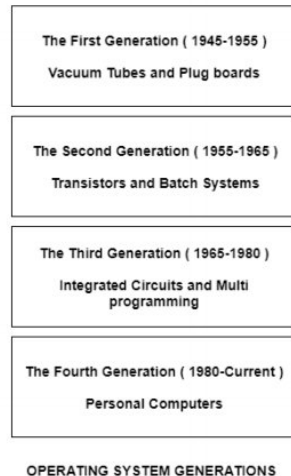 The First Generation ( 1945-1955 )
Vacuum Tubes and Plug boards
The Second Generation ( 1955-1965 )
Transistors and Batch Systems
The Third Generation ( 1965-1980 )
Integrated Circuits and Multi
programming
The Fourth Generation ( 1980-Current )
Personal Computers
OPERATING SYSTEM GENERATIONS